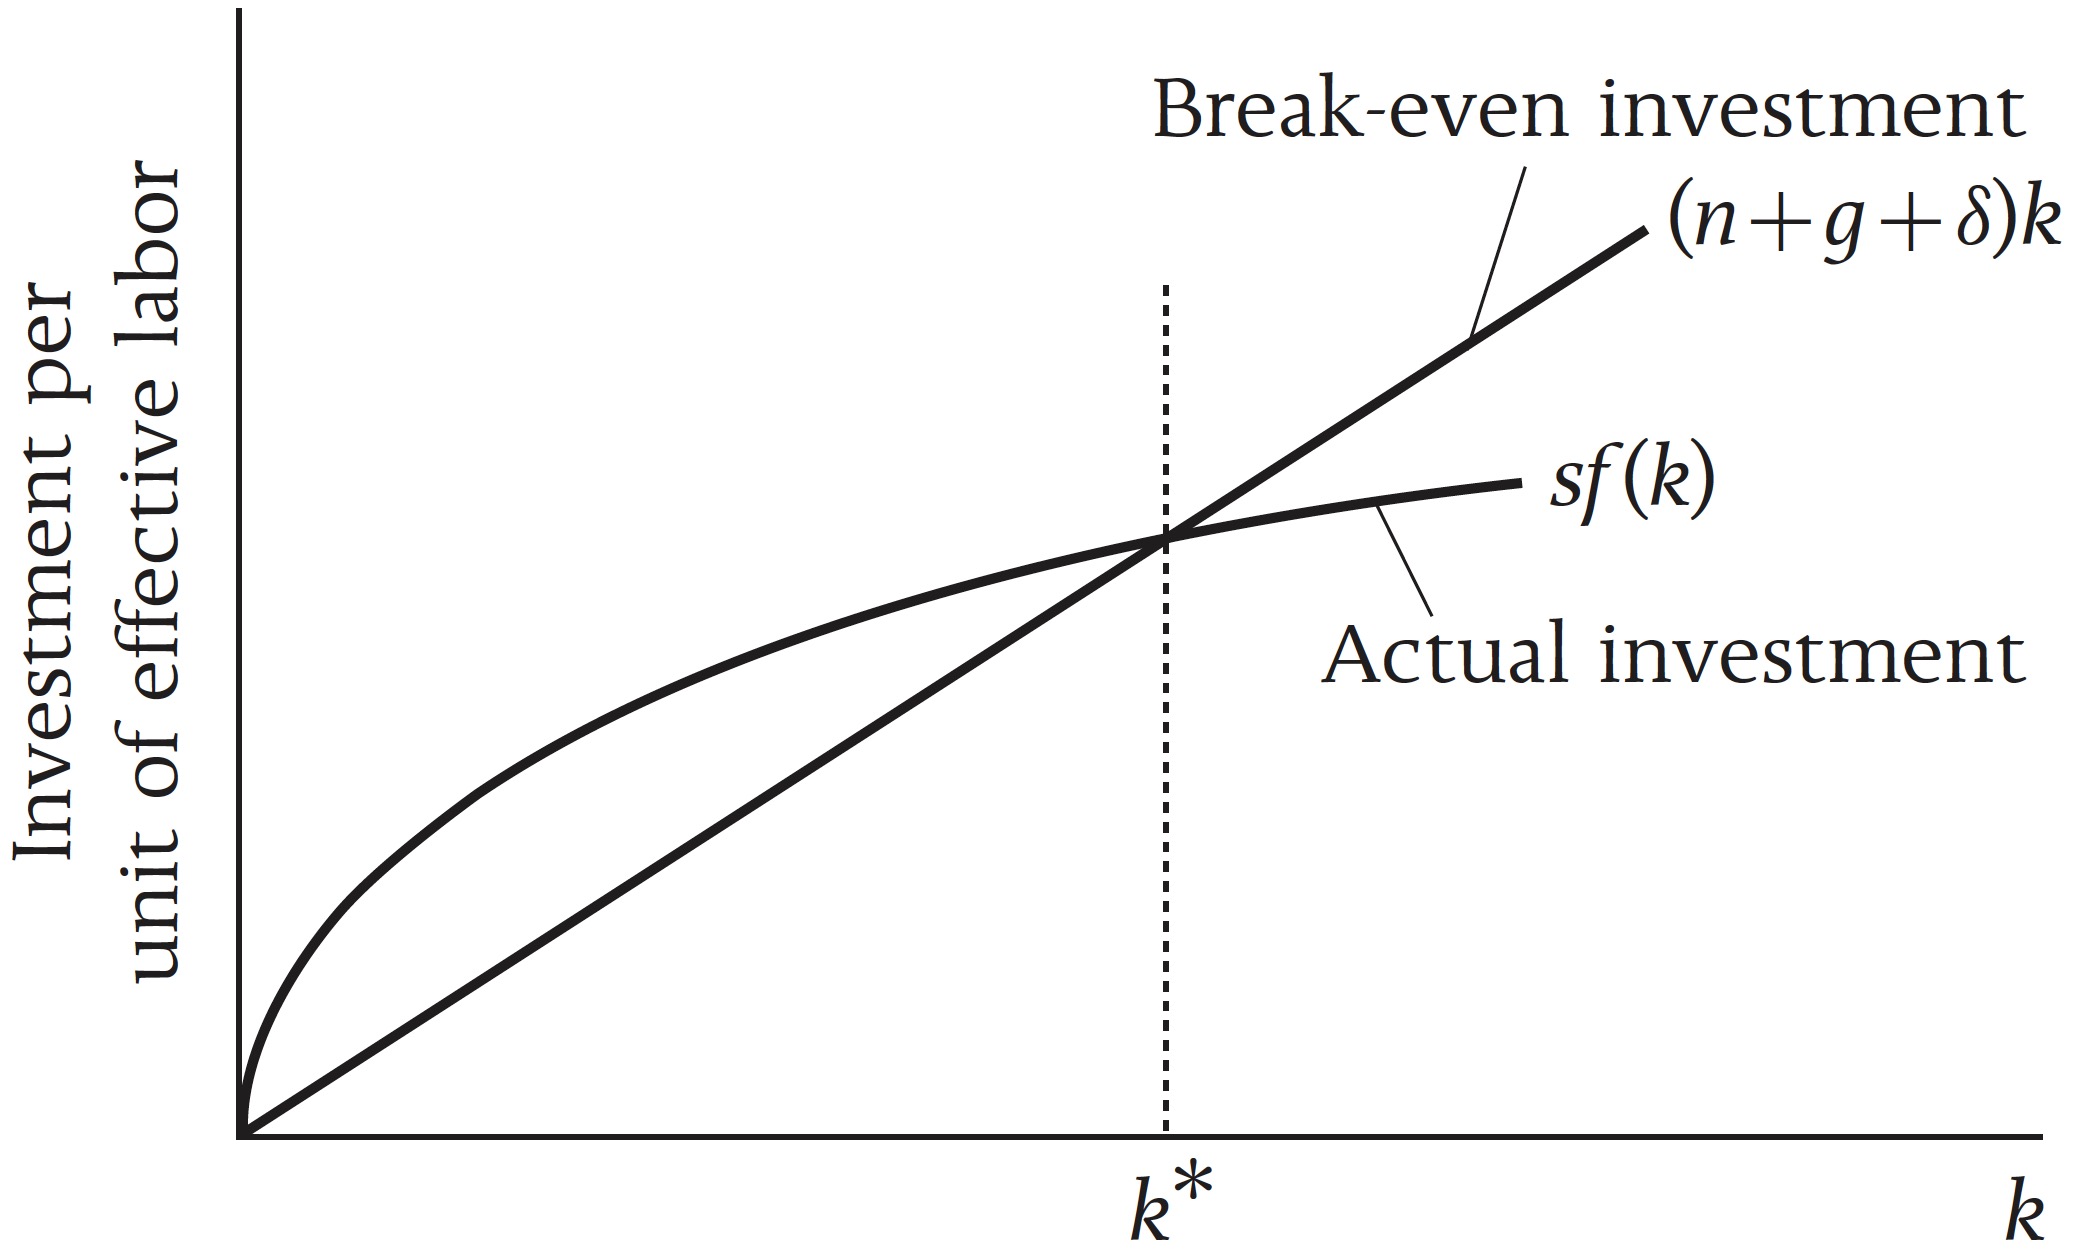 Investment per
unit of effective labor
Break-even investment
(n+g+δ)k
sf(k)
Actual investment
k*
k